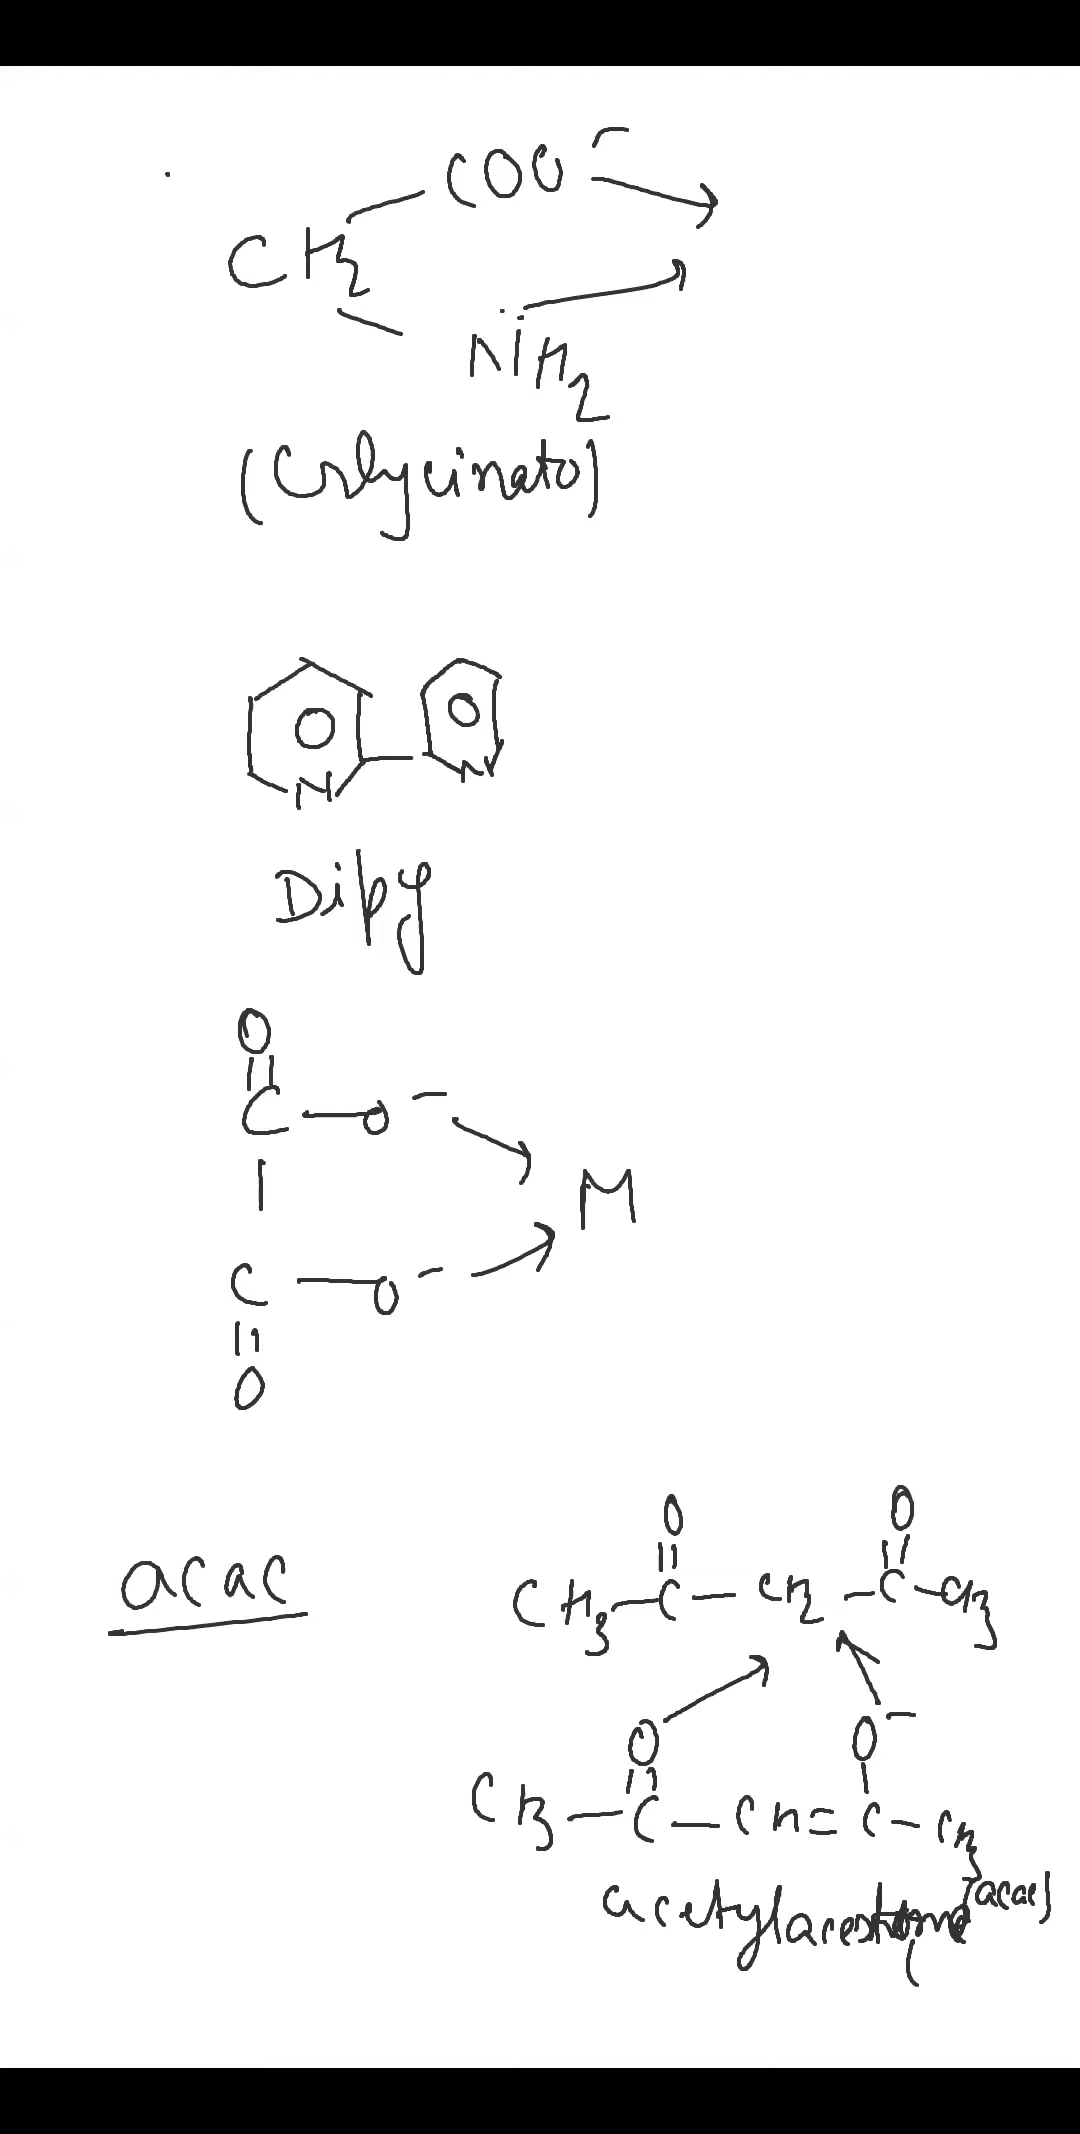 COO⁻
CH2
NH2
(Glycinato)
N N
Dipy
O
||
C — O⁻
|
M
C — O⁻
||
O
O O
|| ||
acac CH3 — C — CH2 — C — CH3
O O⁻
|| |
CH3 — C — CH = C — CH3
acetylacetone (acac)